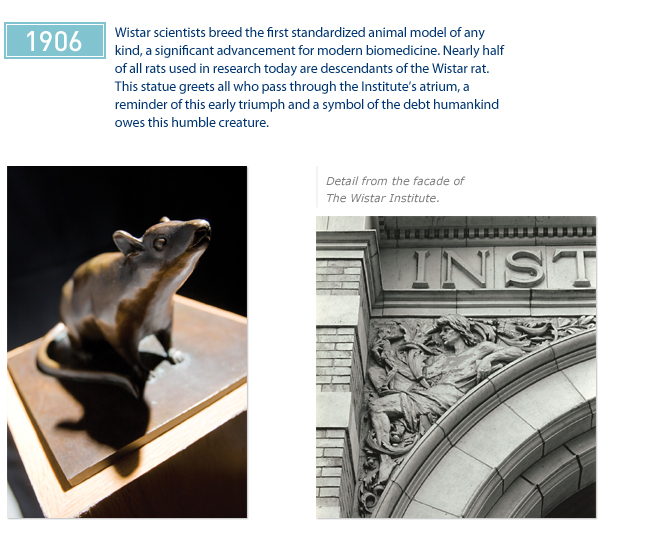 1906
Wistar scientists breed the first standardized animal model of any
kind, a significant advancement for modern biomedicine. Nearly half
of all rats used in research today are descendants of the Wistar rat.
This statue greets all who pass through the Institute's atrium, a
reminder of this early triumph and a symbol of the debt humankind
owes this humble creature.
Detail from the facade of
The Wistar Institute.
INST